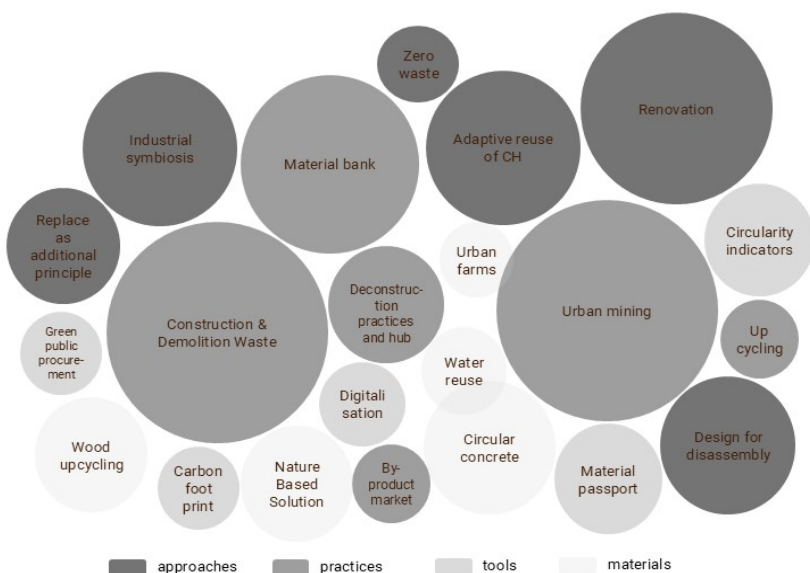 Zero
waste
Renovation
Industrial
symbiosis
Material bank
Adaptive reuse
of CH
Replace
as
additional
principle
Urban
farms
Circularity
indicators
Construction &
Demolition Waste
Deconstruc-
tion
practices
and hub
Urban mining
Green
public
procure-
ment
Water
reuse
Up
cycling
Digitali
sation
Wood
upcycling
Carbon
foot
print
Nature
Based
Solution
By-
product
market
Circular
concrete
Material
passport
Design for
disassembly
approaches
practices
tools
materials